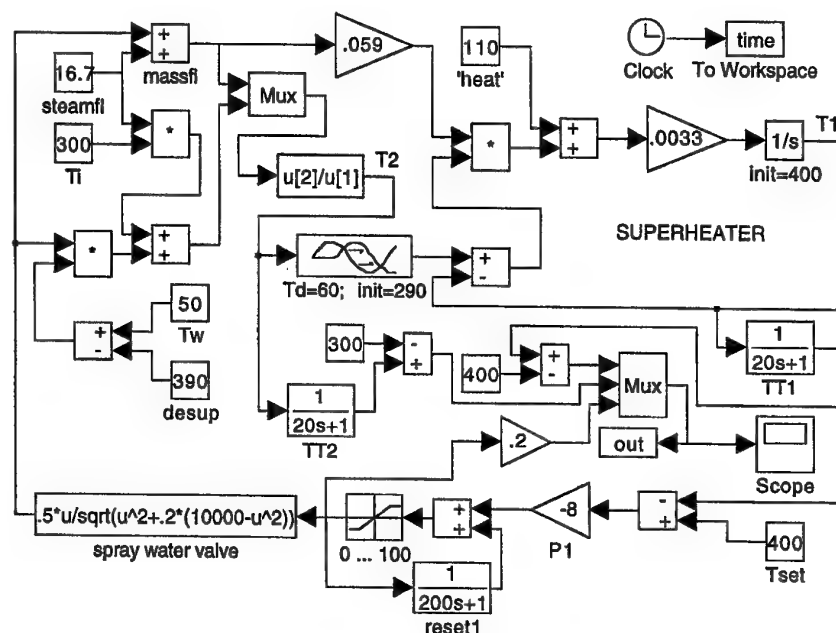 16.7
steamfl
300
Ti
+
+
massfl
*
Mux
.059
110
'heat'
Clock
time
To Workspace
*
+
+
.0033
1/s
init=400
T1
u[2]/u[1]
T2
*
+
+
Td=60; init=290
+
-
SUPERHEATER
50
Tw
+
-
390
desup
300
-
+
1
20s+1
TT2
400
+
-
Mux
1
20s+1
TT1
.2
out
Scope
.5*u/sqrt(u^2+.2*(10000-u^2))
spray water valve
0 ... 100
+
+
-8
P1
-
+
400
Tset
1
200s+1
reset1